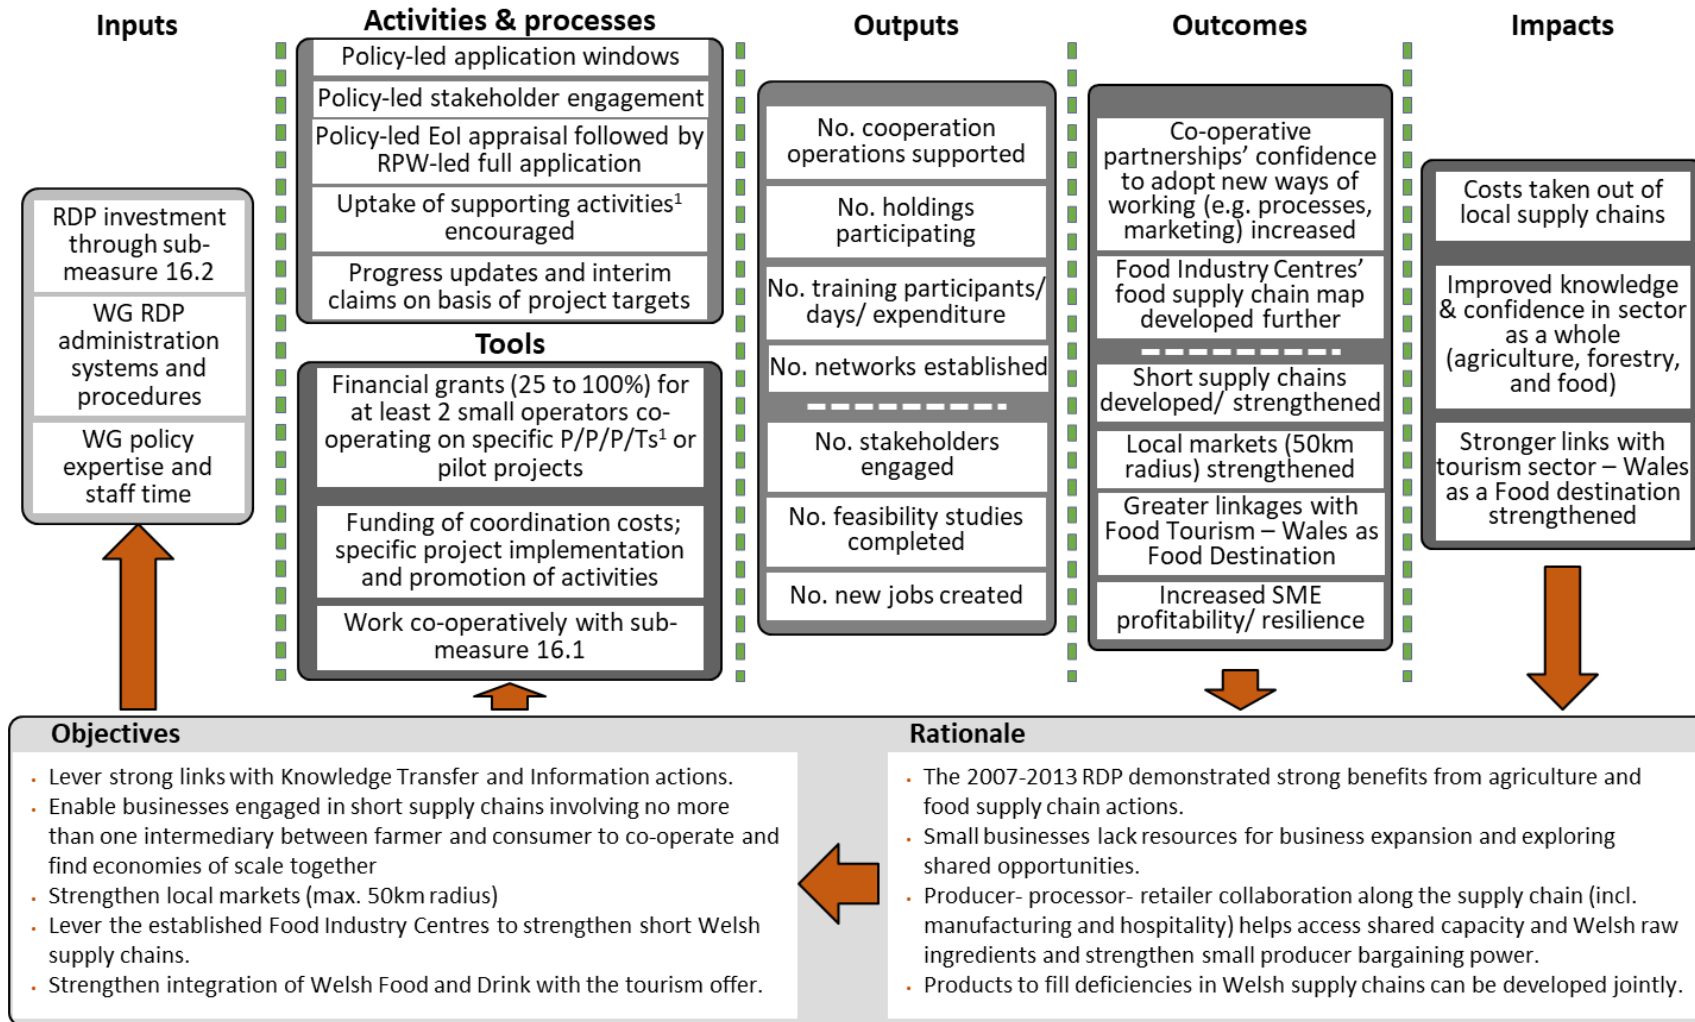 Inputs
RDP investment
through sub-
measure 16.2
WG RDP
administration
systems and
procedures
WG policy
expertise and
staff time
Activities & processes
Policy-led application windows
Policy-led stakeholder engagement
Policy-led EoI appraisal followed by
RPW-led full application
Uptake of supporting activities¹
encouraged
Progress updates and interim
claims on basis of project targets
Tools
Financial grants (25 to 100%) for
at least 2 small operators co-
operating on specific P/P/P/Ts¹ or
pilot projects
Funding of coordination costs;
specific project implementation
and promotion of activities
Work co-operatively with sub-
measure 16.1
Outputs
No. cooperation
operations supported
No. holdings
participating
No. training participants/
days/ expenditure
No. networks established
No. stakeholders
engaged
No. feasibility studies
completed
No. new jobs created
Outcomes
Co-operative
partnerships’ confidence
to adopt new ways of
working (e.g. processes,
marketing) increased
Food Industry Centres’
food supply chain map
developed further
Short supply chains
developed/ strengthened
Local markets (50km
radius) strengthened
Greater linkages with
Food Tourism – Wales as
Food Destination
Increased SME
profitability/ resilience
Impacts
Costs taken out of
local supply chains
Improved knowledge
& confidence in sector
as a whole
(agriculture, forestry,
and food)
Stronger links with
tourism sector – Wales
as a Food destination
strengthened
Objectives
• Lever strong links with Knowledge Transfer and Information actions.
• Enable businesses engaged in short supply chains involving no more
than one intermediary between farmer and consumer to co-operate and
find economies of scale together
• Strengthen local markets (max. 50km radius)
• Lever the established Food Industry Centres to strengthen short Welsh
supply chains.
• Strengthen integration of Welsh Food and Drink with the tourism offer.
Rationale
• The 2007-2013 RDP demonstrated strong benefits from agriculture and
food supply chain actions.
• Small businesses lack resources for business expansion and exploring
shared opportunities.
• Producer- processor- retailer collaboration along the supply chain (incl.
manufacturing and hospitality) helps access shared capacity and Welsh raw
ingredients and strengthen small producer bargaining power.
• Products to fill deficiencies in Welsh supply chains can be developed jointly.